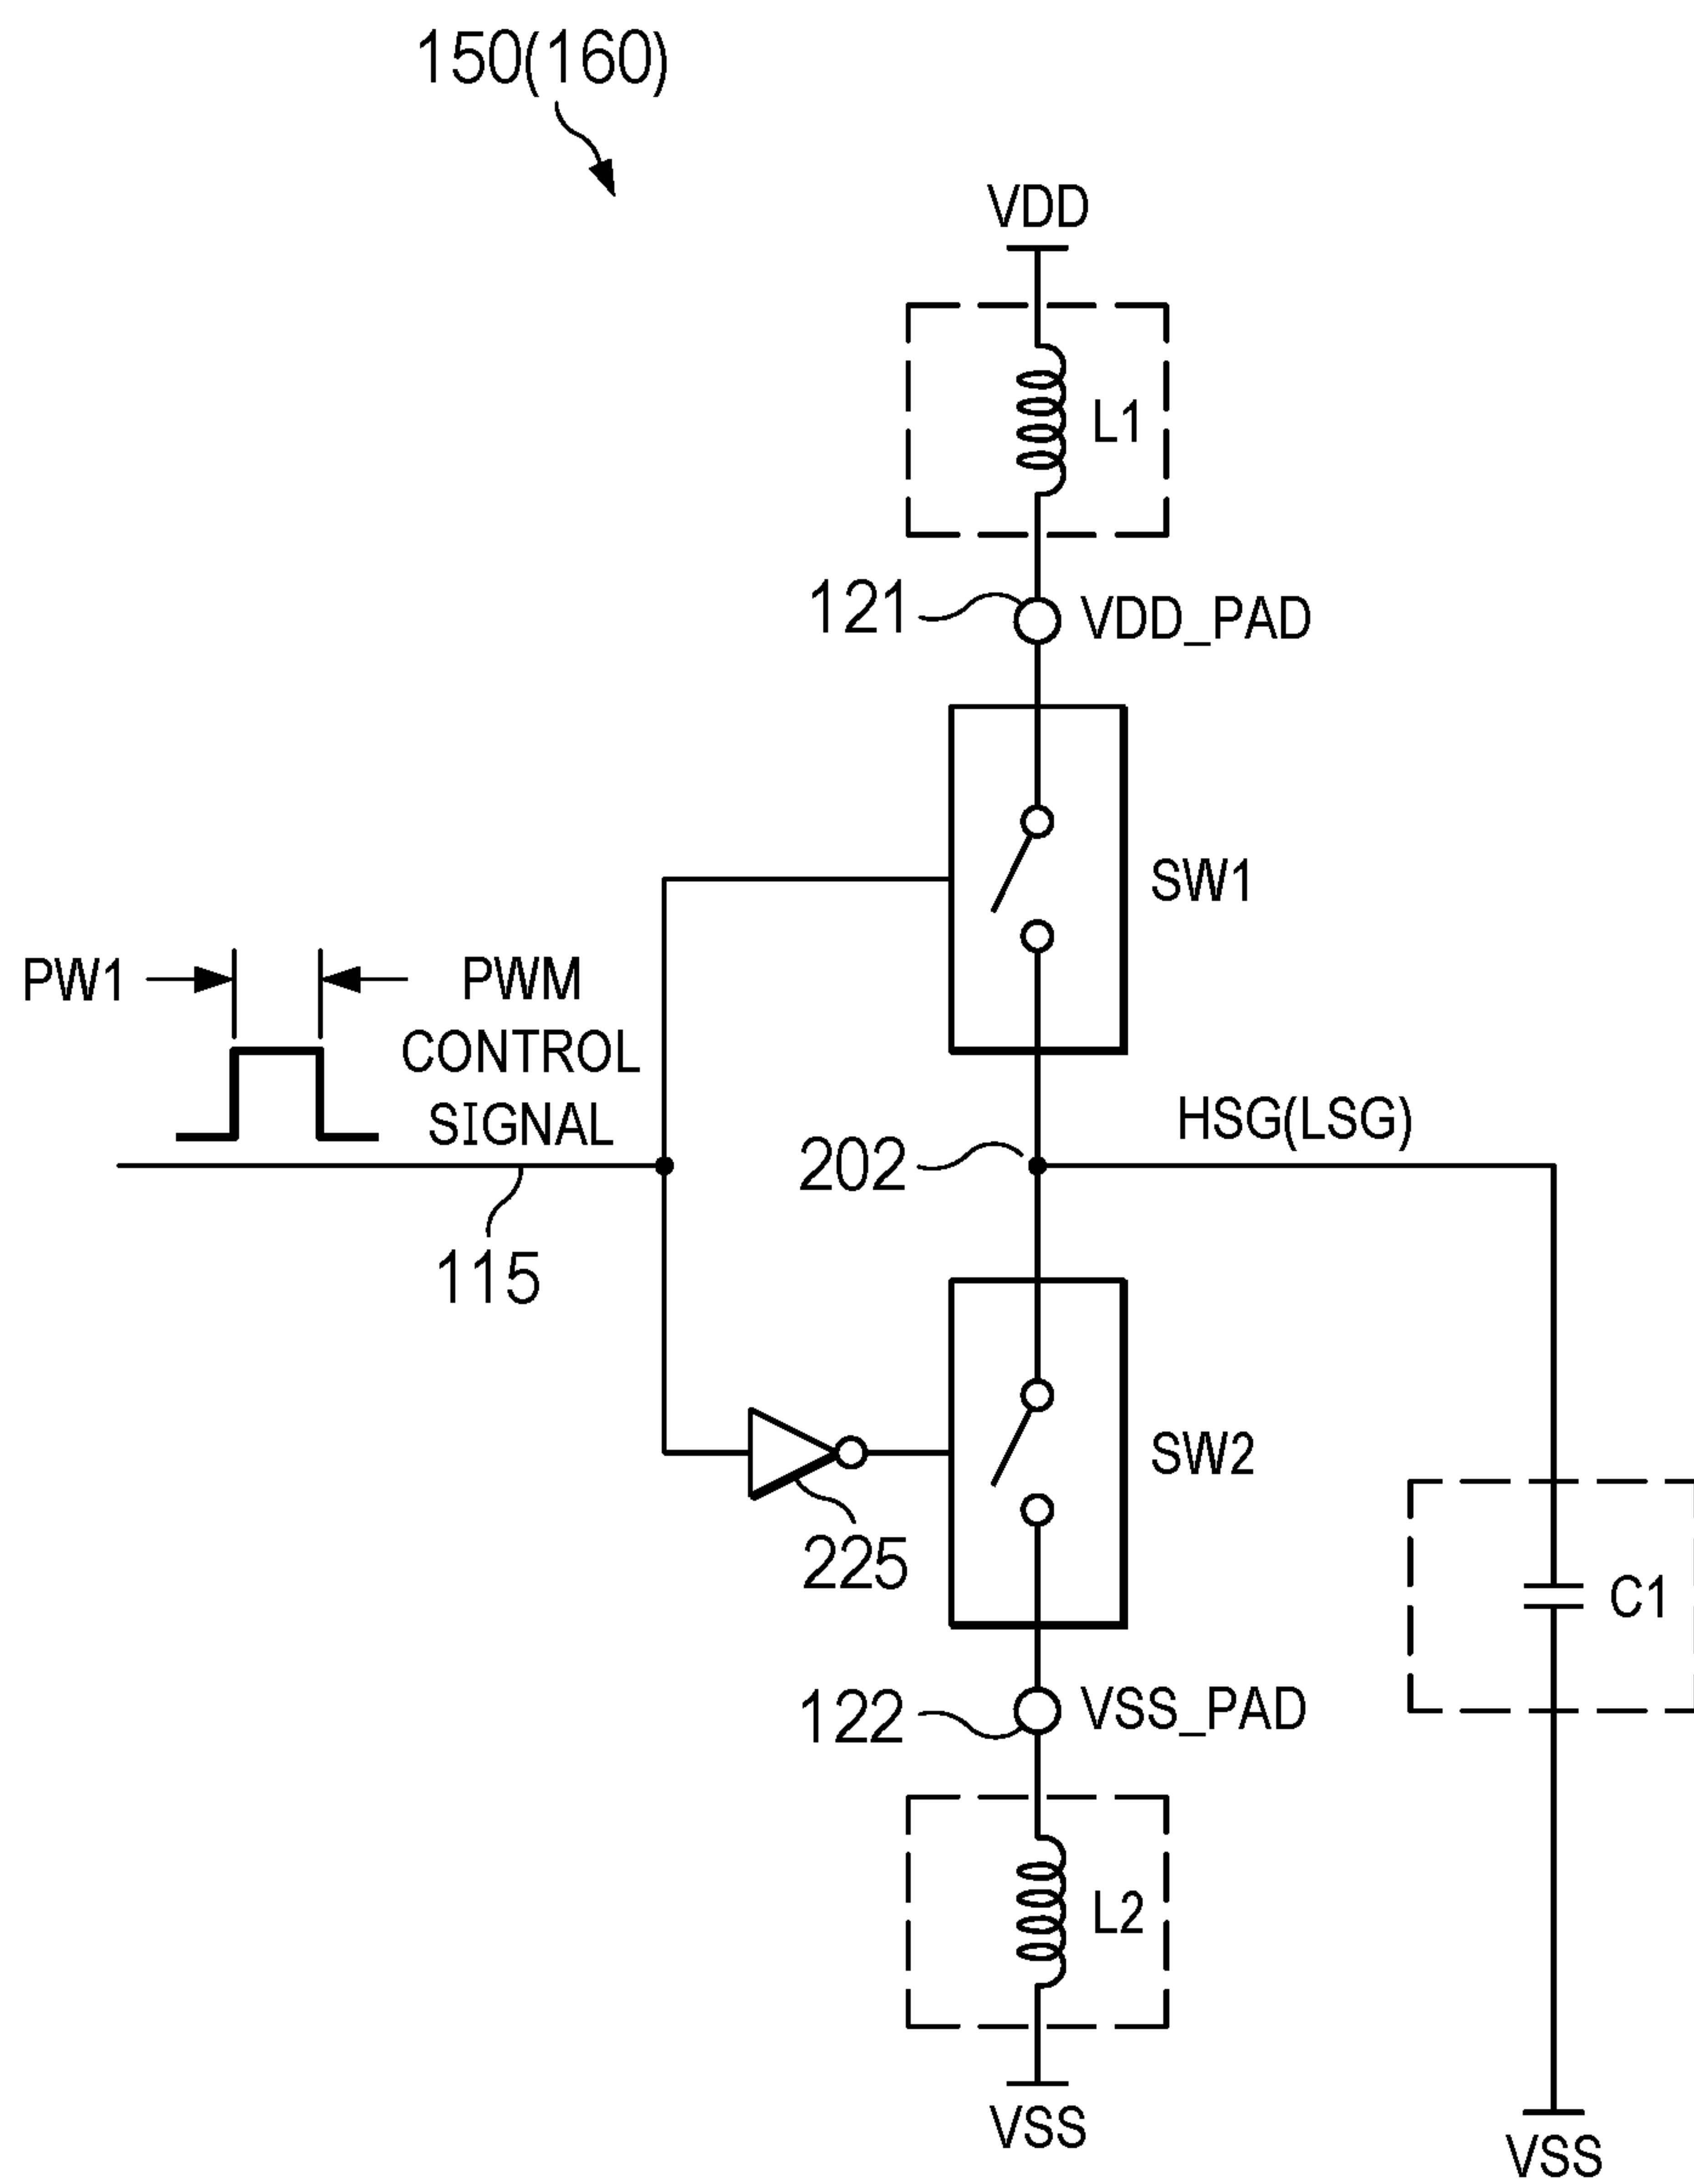 150(160)
VDD
L1
121
VDD_PAD
SW1
PW1
PWM
CONTROL
SIGNAL
HSG(LSG)
202
115
SW2
225
C1
122
VSS_PAD
L2
VSS
VSS